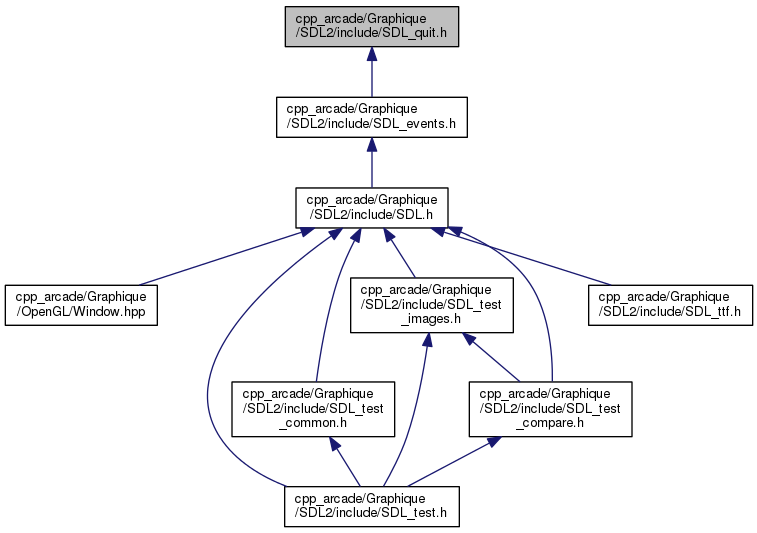 cpp_arcade/Graphique
/SDL2/include/SDL_quit.h
cpp_arcade/Graphique
/SDL2/include/SDL_events.h
cpp_arcade/Graphique
/SDL2/include/SDL.h
cpp_arcade/Graphique
/OpenGL/Window.hpp
cpp_arcade/Graphique
/SDL2/include/SDL_test
_images.h
cpp_arcade/Graphique
/SDL2/include/SDL_ttf.h
cpp_arcade/Graphique
/SDL2/include/SDL_test
_common.h
cpp_arcade/Graphique
/SDL2/include/SDL_test
_compare.h
cpp_arcade/Graphique
/SDL2/include/SDL_test.h